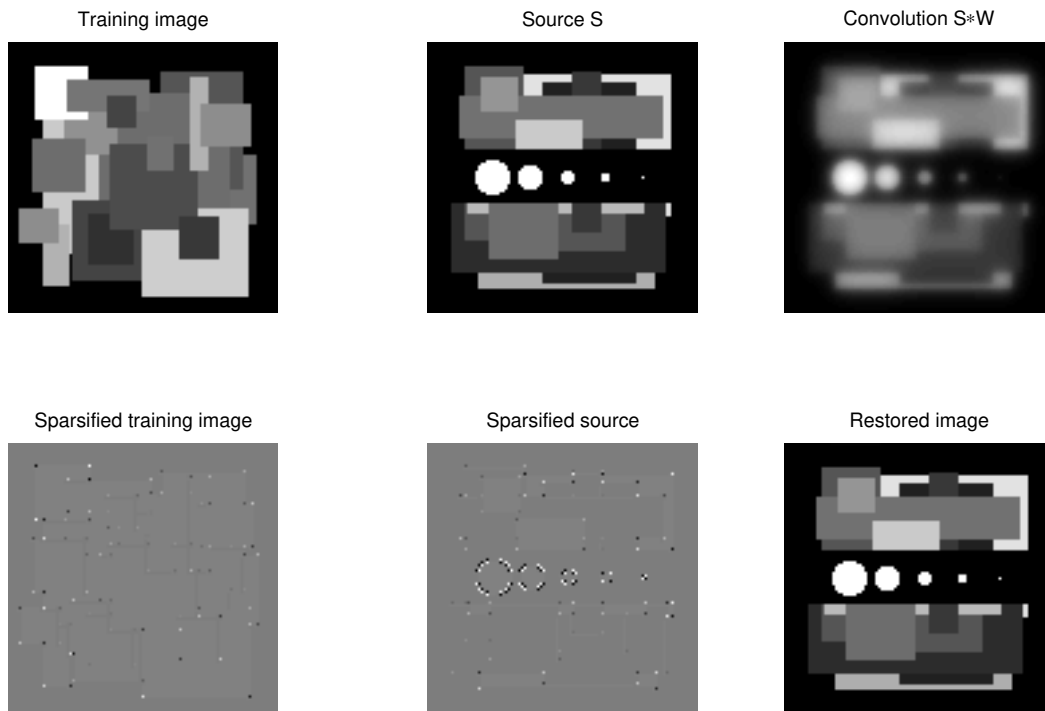 Training image
Source S
Convolution S*W
Sparsified training image
Sparsified source
Restored image